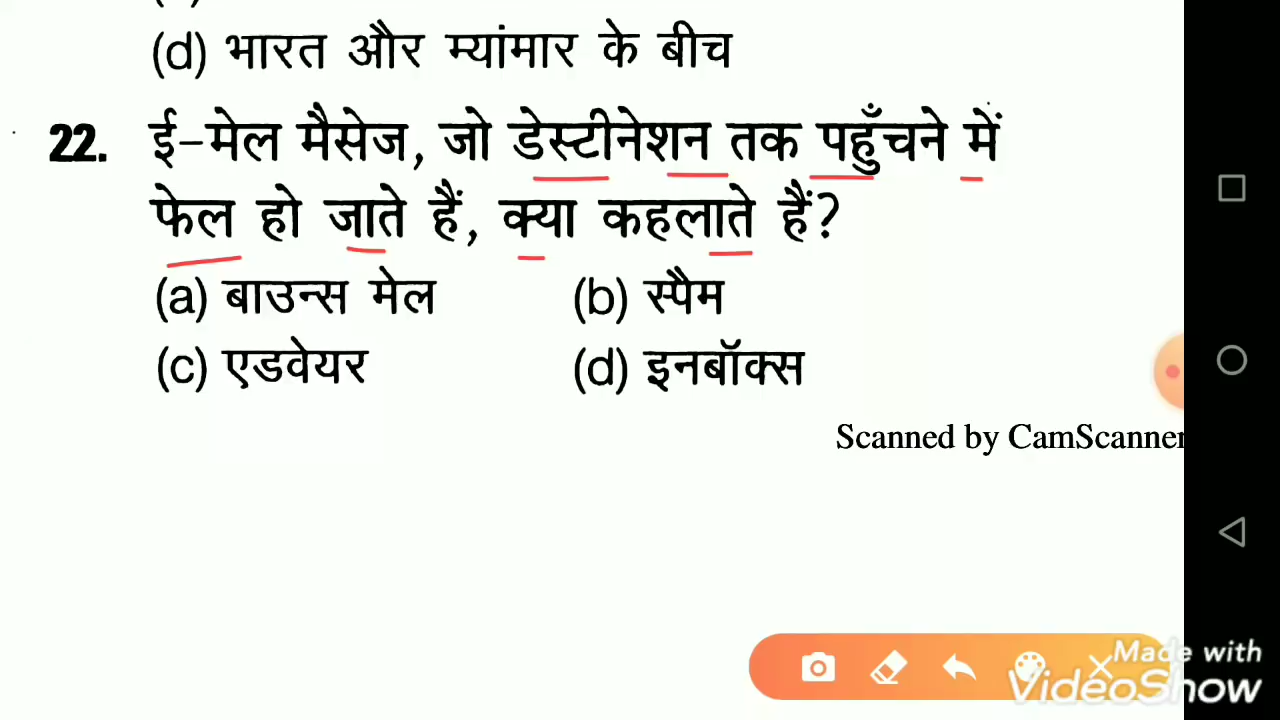 (d) भारत और म्यांमार के बीच
22. ई-मेल मैसेज, जो डेस्टीनेशन तक पहुँचने में
फेल हो जाते हैं, क्या कहलाते हैं?
(a) बाउन्स मेल (b) स्पैम
(c) एडवेयर (d) इनबॉक्स
Scanned by CamScanner
Made with
VideoShow